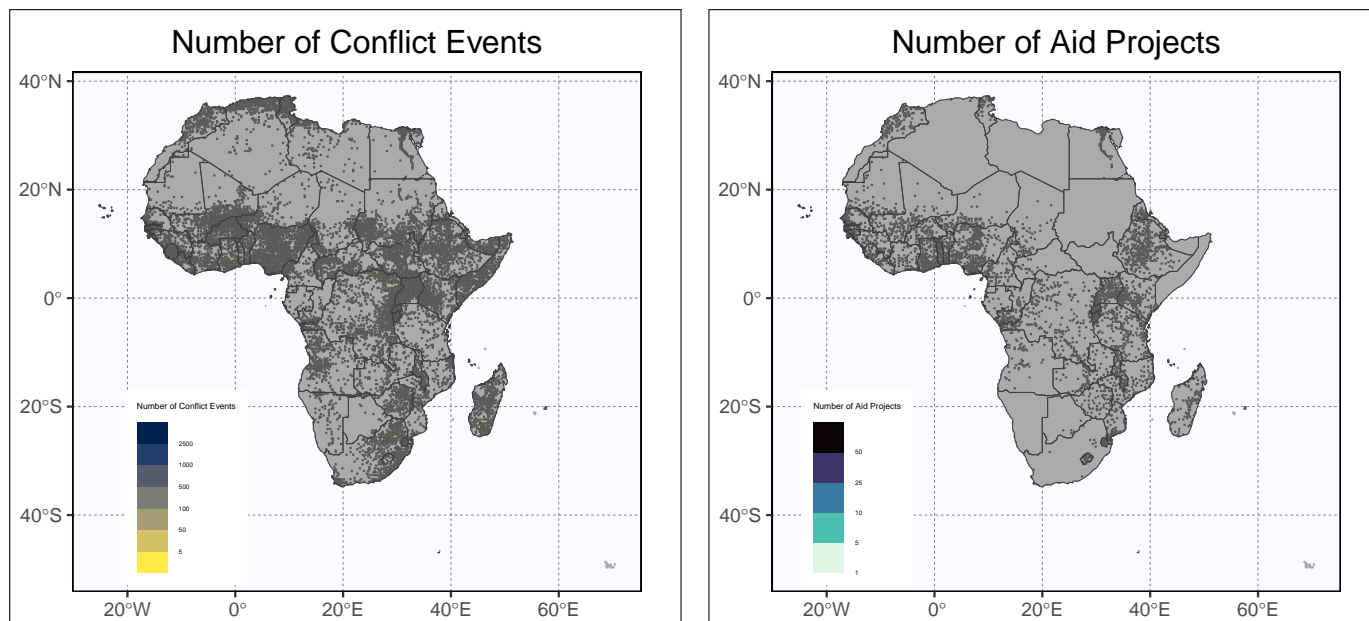 Number of Conflict Events
40°N
20°N
0°
20°S
40°S
20°W
0°
20°E
40°E
60°E
Number of Conflict Events
2500
1000
500
100
50
5
Number of Aid Projects
40°N
20°N
0°
20°S
40°S
20°W
0°
20°E
40°E
60°E
Number of Aid Projects
50
25
10
5
1